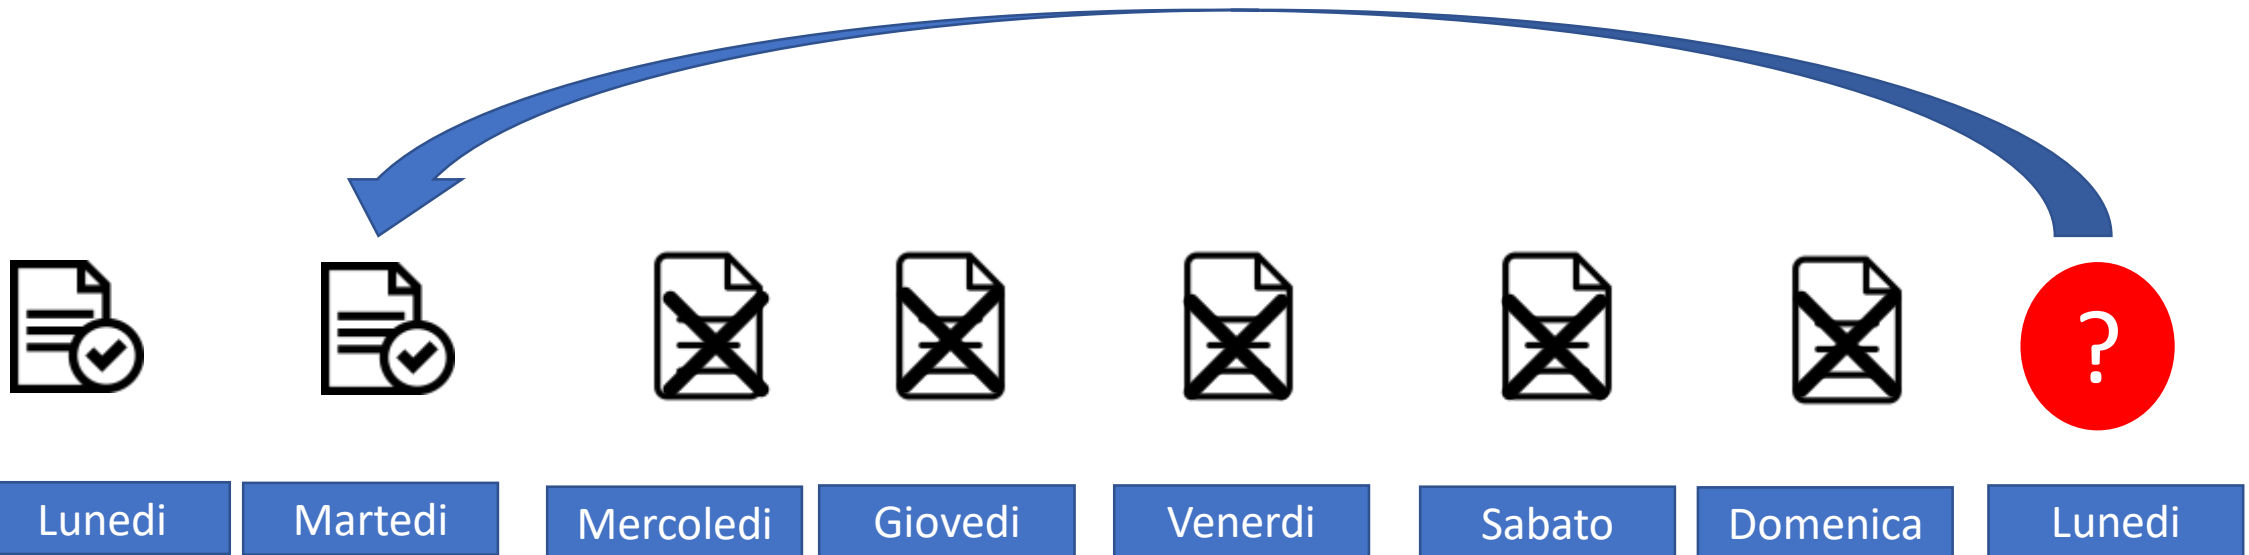 ?
Lunedi
Martedi
Mercoledi
Giovedi
Venerdi
Sabato
Domenica
Lunedi